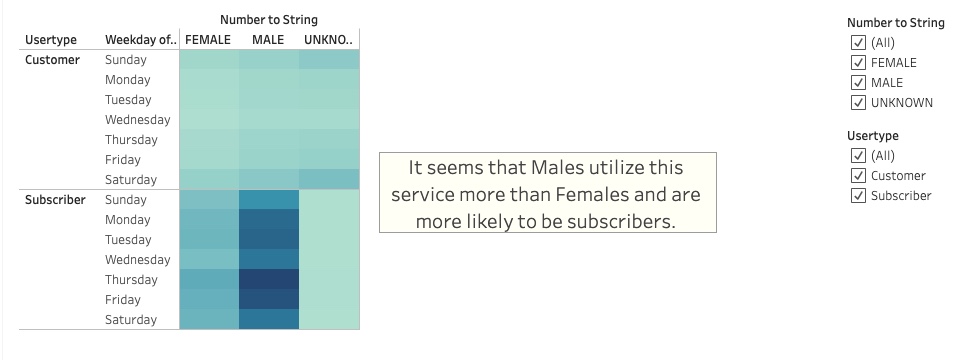 Number to String
Usertype Weekday of.. FEMALE MALE UNKNO..
Customer Sunday
Monday
Tuesday
Wednesday
Thursday
Friday
Saturday
Subscriber Sunday
Monday
Tuesday
Wednesday
Thursday
Friday
Saturday
It seems that Males utilize this
service more than Females and are
more likely to be subscribers.
Number to String
(All)
FEMALE
MALE
UNKNOWN
Usertype
(All)
Customer
Subscriber